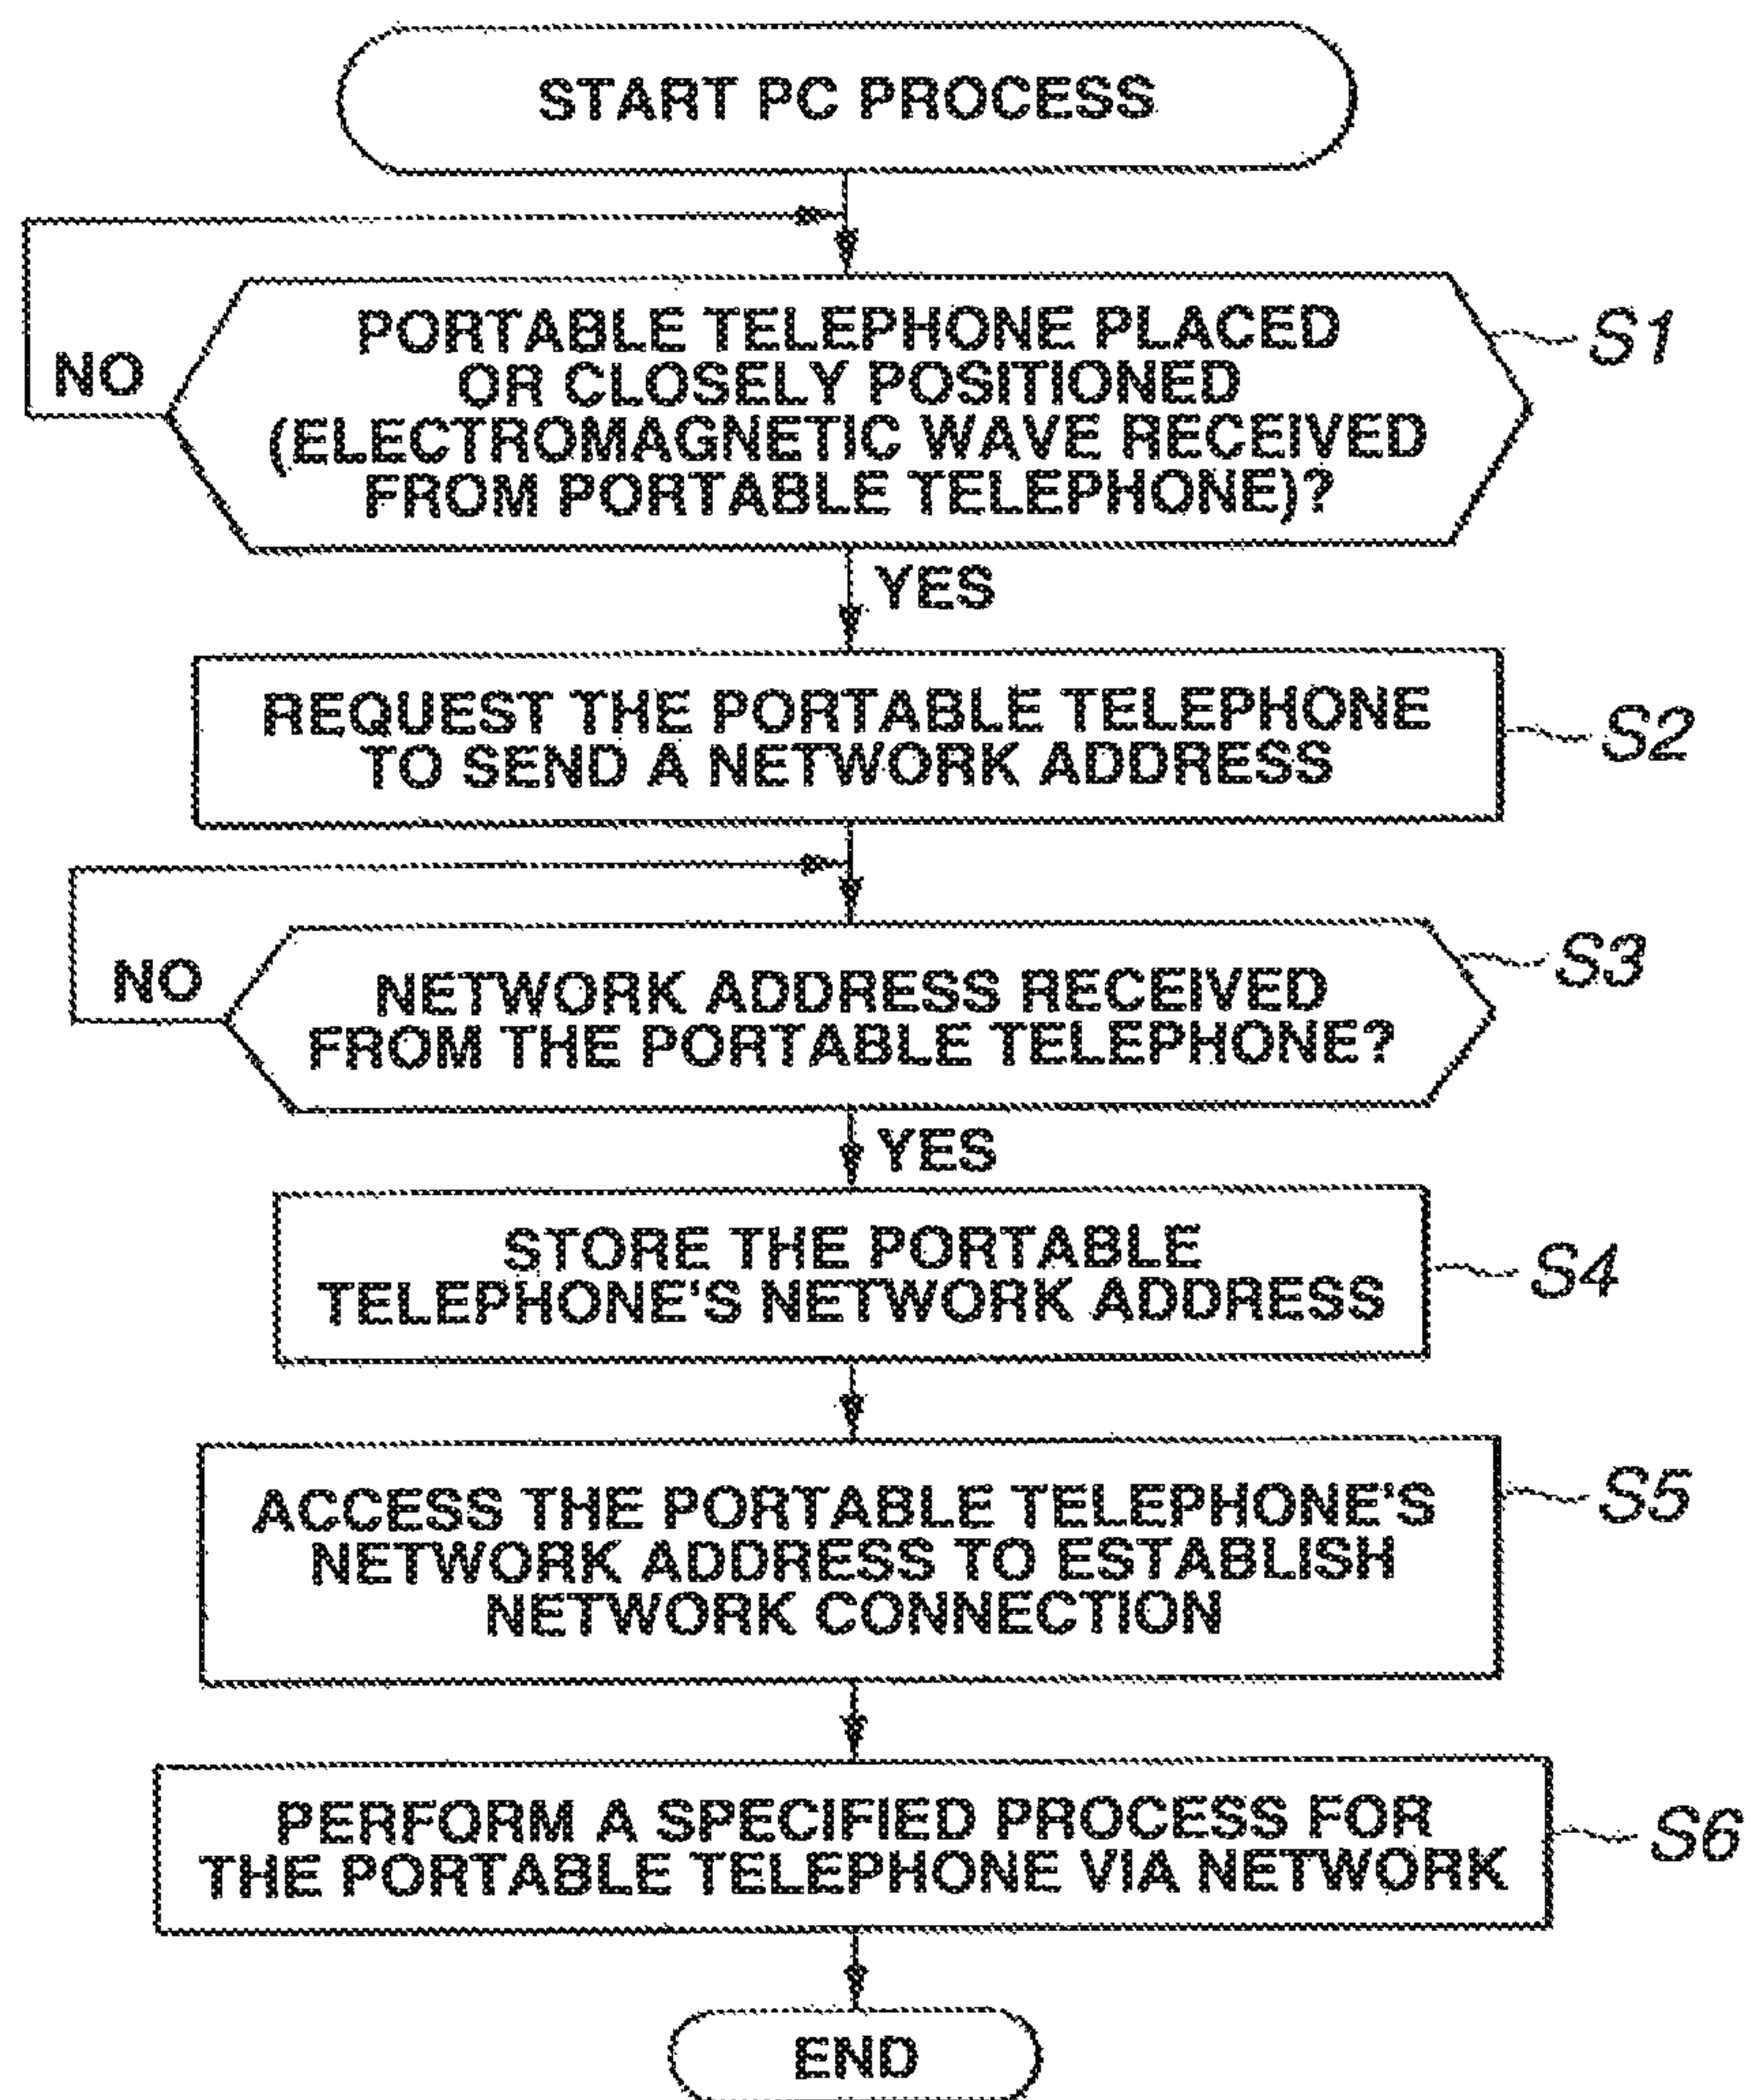 START PC PROCESS
PORTABLE TELEPHONE PLACED
OR CLOSELY POSITIONED
(ELECTROMAGNETIC WAVE RECEIVED
FROM PORTABLE TELEPHONE)?
S1
NO
YES
REQUEST THE PORTABLE TELEPHONE
TO SEND A NETWORK ADDRESS
S2
NETWORK ADDRESS RECEIVED
FROM THE PORTABLE TELEPHONE?
S3
NO
YES
STORE THE PORTABLE
TELEPHONE'S NETWORK ADDRESS
S4
ACCESS THE PORTABLE TELEPHONE'S
NETWORK ADDRESS TO ESTABLISH
NETWORK CONNECTION
S5
PERFORM A SPECIFIED PROCESS FOR
THE PORTABLE TELEPHONE VIA NETWORK
S6
END